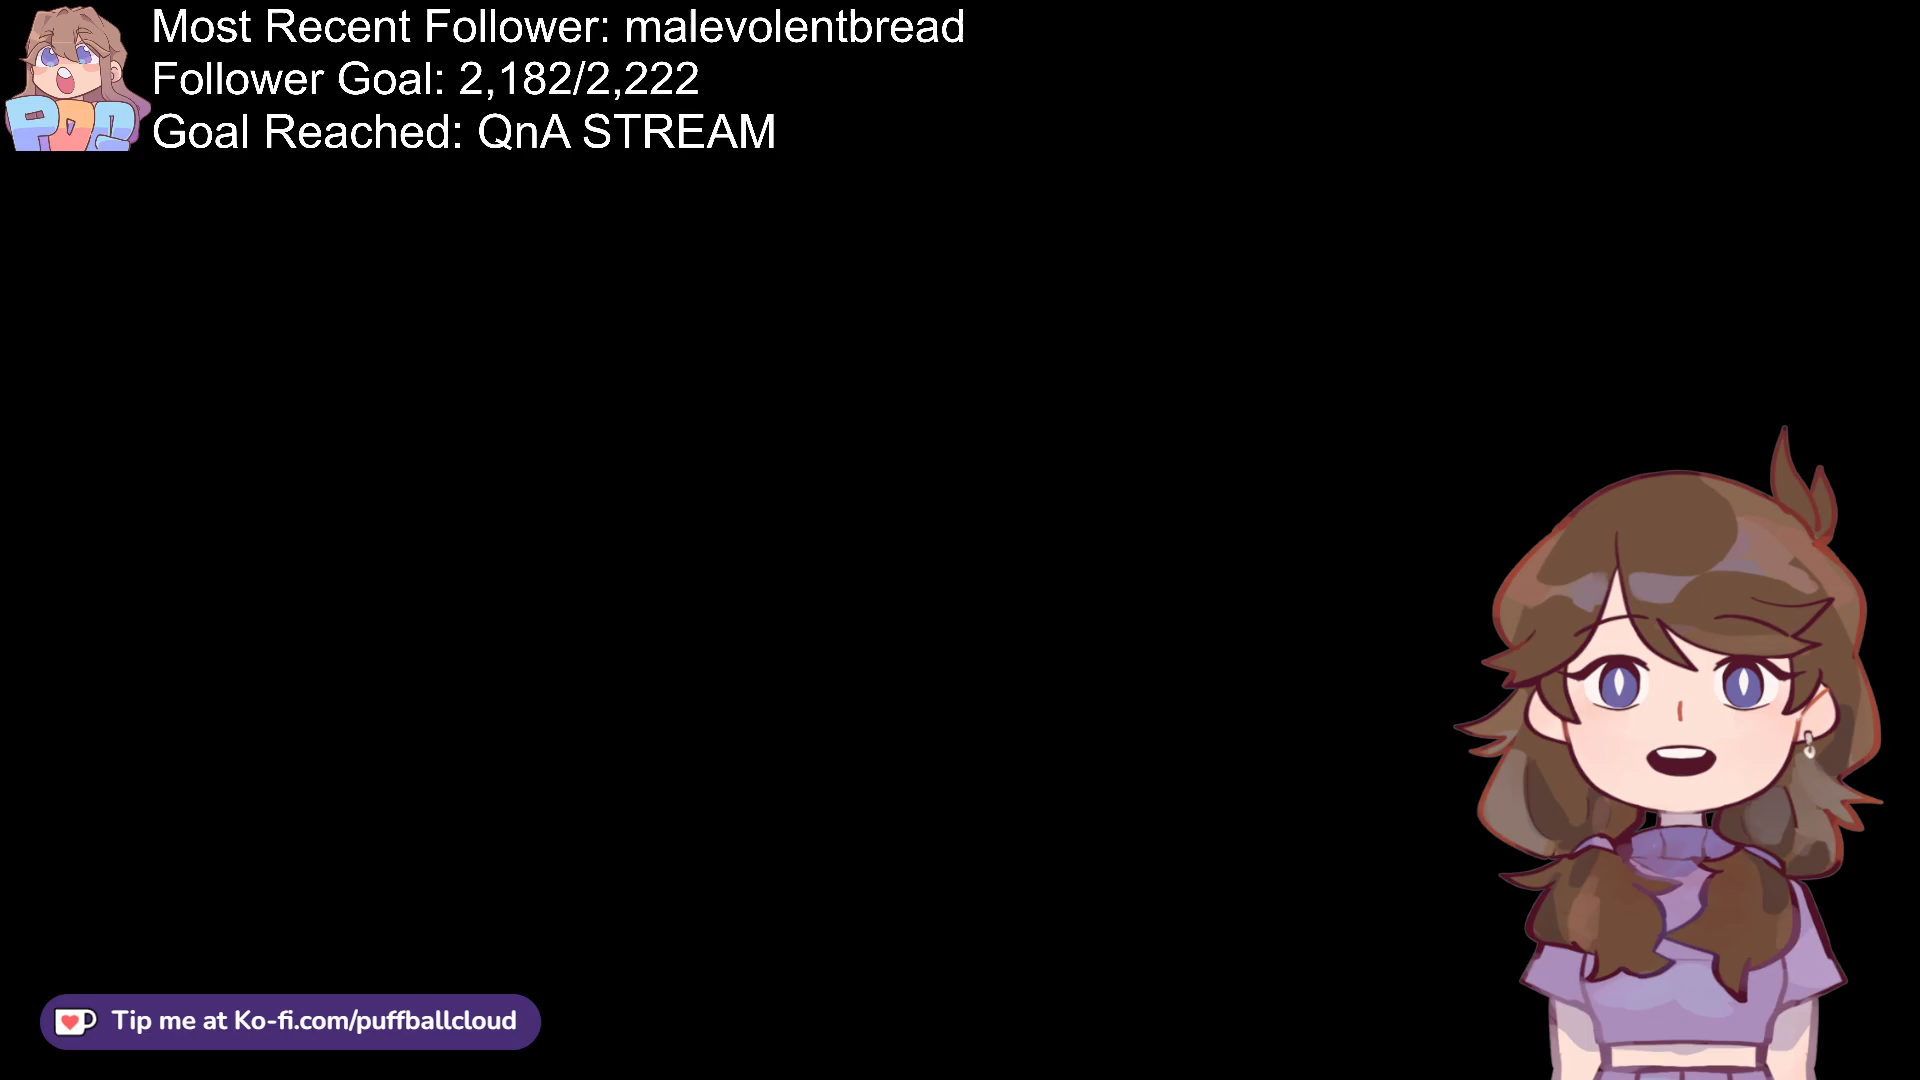 Most Recent Follower: malevolentbread
Follower Goal: 2,182/2,222
Goal Reached: QnA STREAM
Tip me at Ko-fi.com/puffballcloud